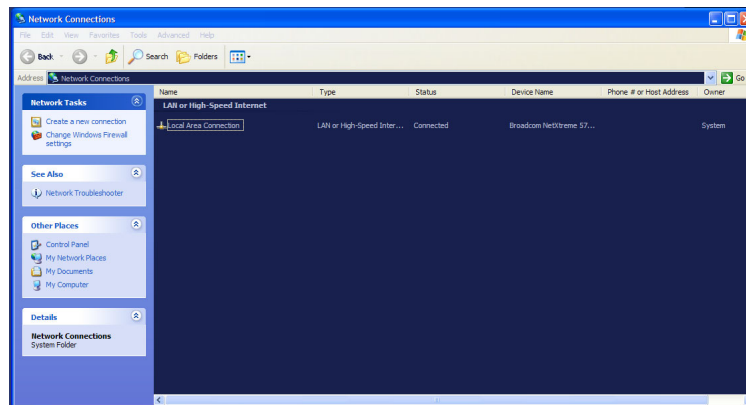 Network Connections
File Edit View Favorites Tools Advanced Help
Back Search Folders
Address Network Connections Go
Name Type Status Device Name Phone # or Host Address Owner
LAN or High-Speed Internet
Local Area Connection LAN or High-Speed Inter... Connected Broadcom NetXtreme 57... System
Network Tasks
Create a new connection
Change Windows Firewall
settings
See Also
Network Troubleshooter
Other Places
Control Panel
My Network Places
My Documents
My Computer
Details
Network Connections
System Folder